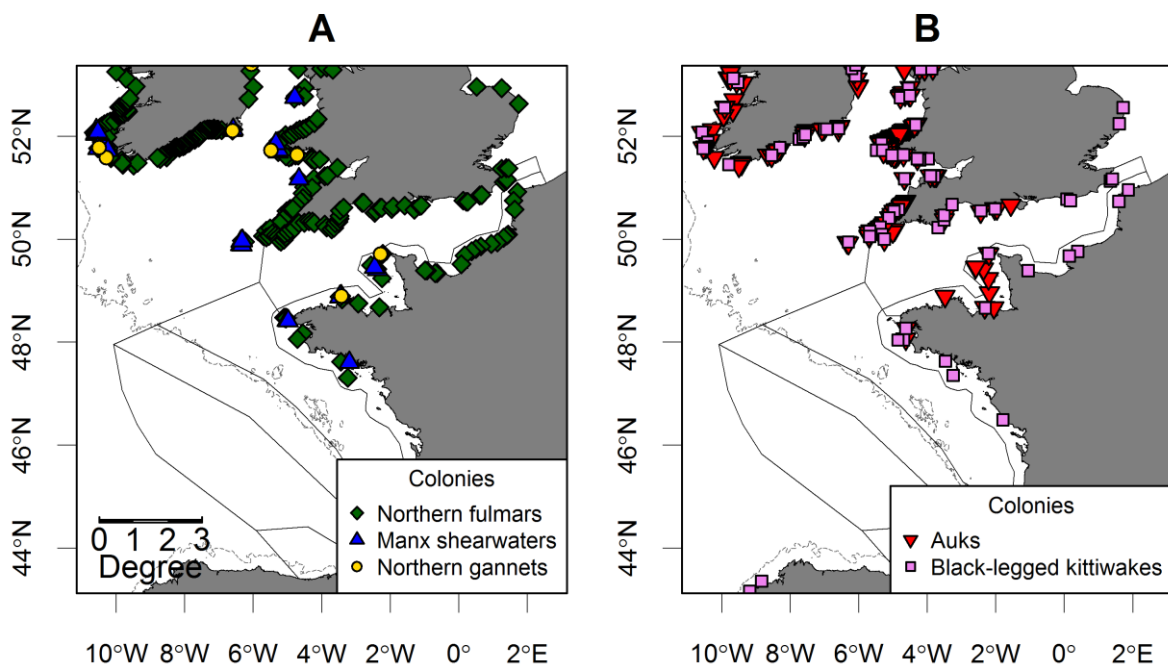 A
52°N
50°N
48°N
46°N
44°N
Colonies
Northern fulmars
Manx shearwaters
Northern gannets
0 1 2 3
Degree
10°W 8°W 6°W 4°W 2°W 0° 2°E
B
52°N
50°N
48°N
46°N
44°N
Colonies
Auks
Black-legged kittiwakes
10°W 8°W 6°W 4°W 2°W 0° 2°E